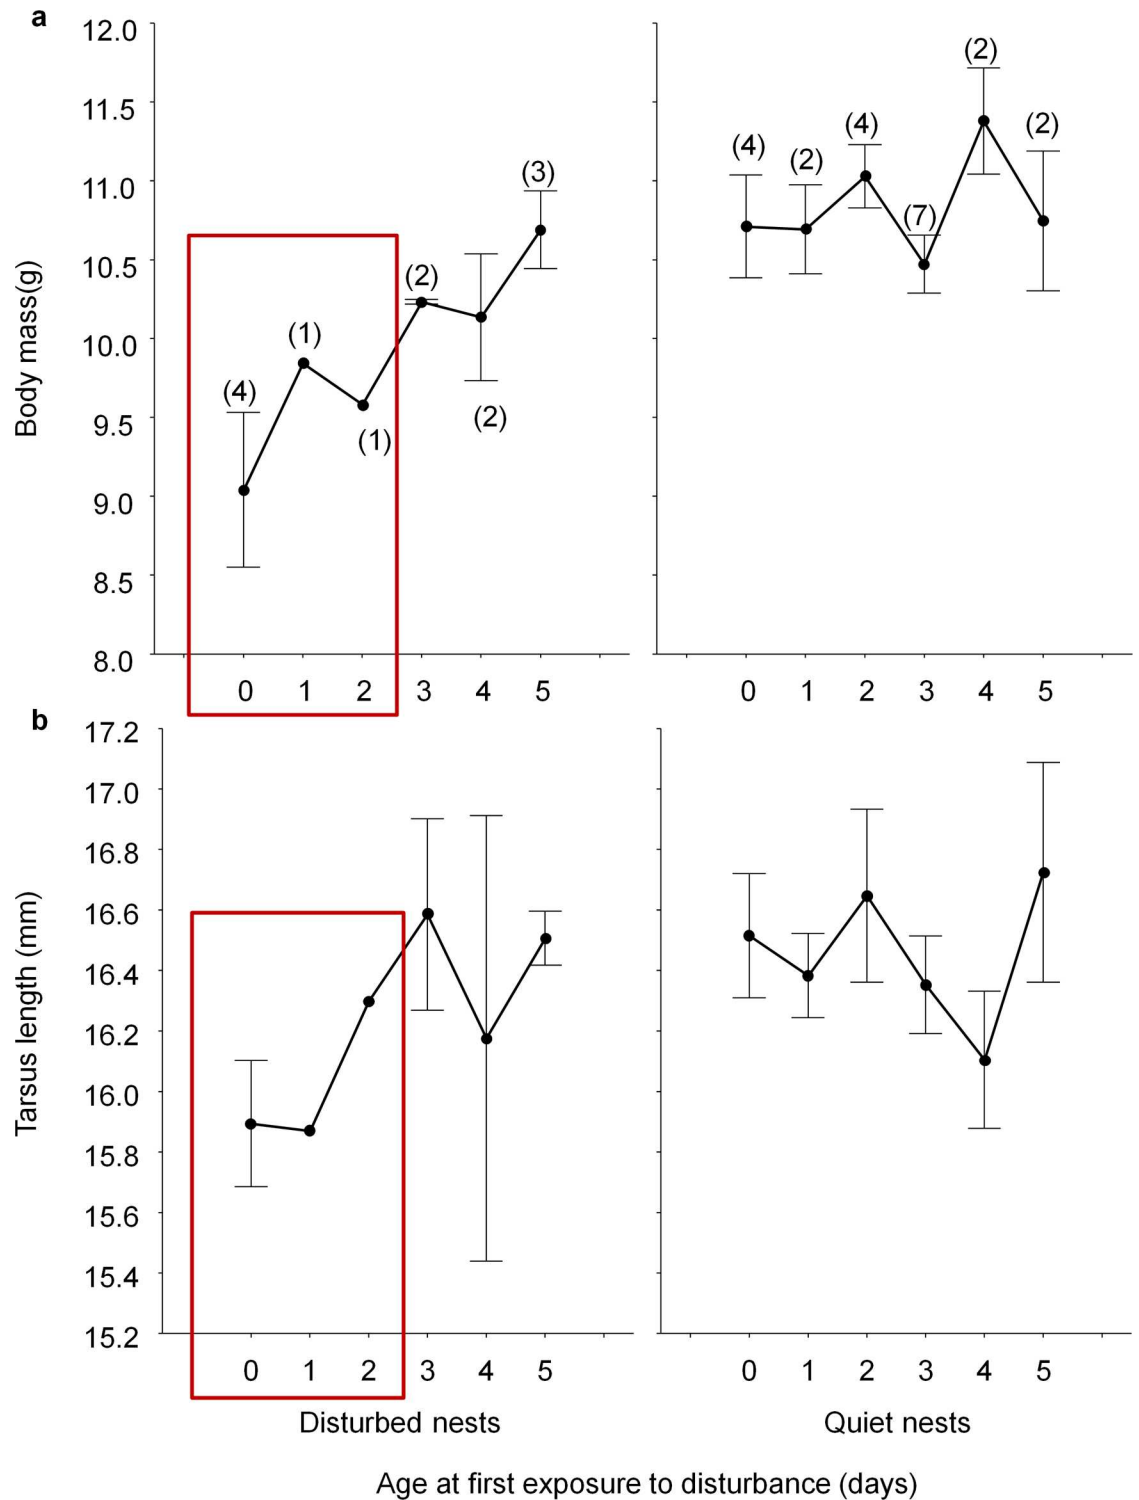 a
Body mass(g)
12.0
11.5
11.0
10.5
10.0
9.5
9.0
8.5
8.0
(4)
(1)
(1)
(2)
(2)
(3)
0 1 2 3 4 5
(4)
(2)
(4)
(7)
(2)
(2)
0 1 2 3 4 5
b
Tarsus length (mm)
17.2
17.0
16.8
16.6
16.4
16.2
16.0
15.8
15.6
15.4
15.2
0 1 2 3 4 5
Disturbed nests
0 1 2 3 4 5
Quiet nests
Age at first exposure to disturbance (days)